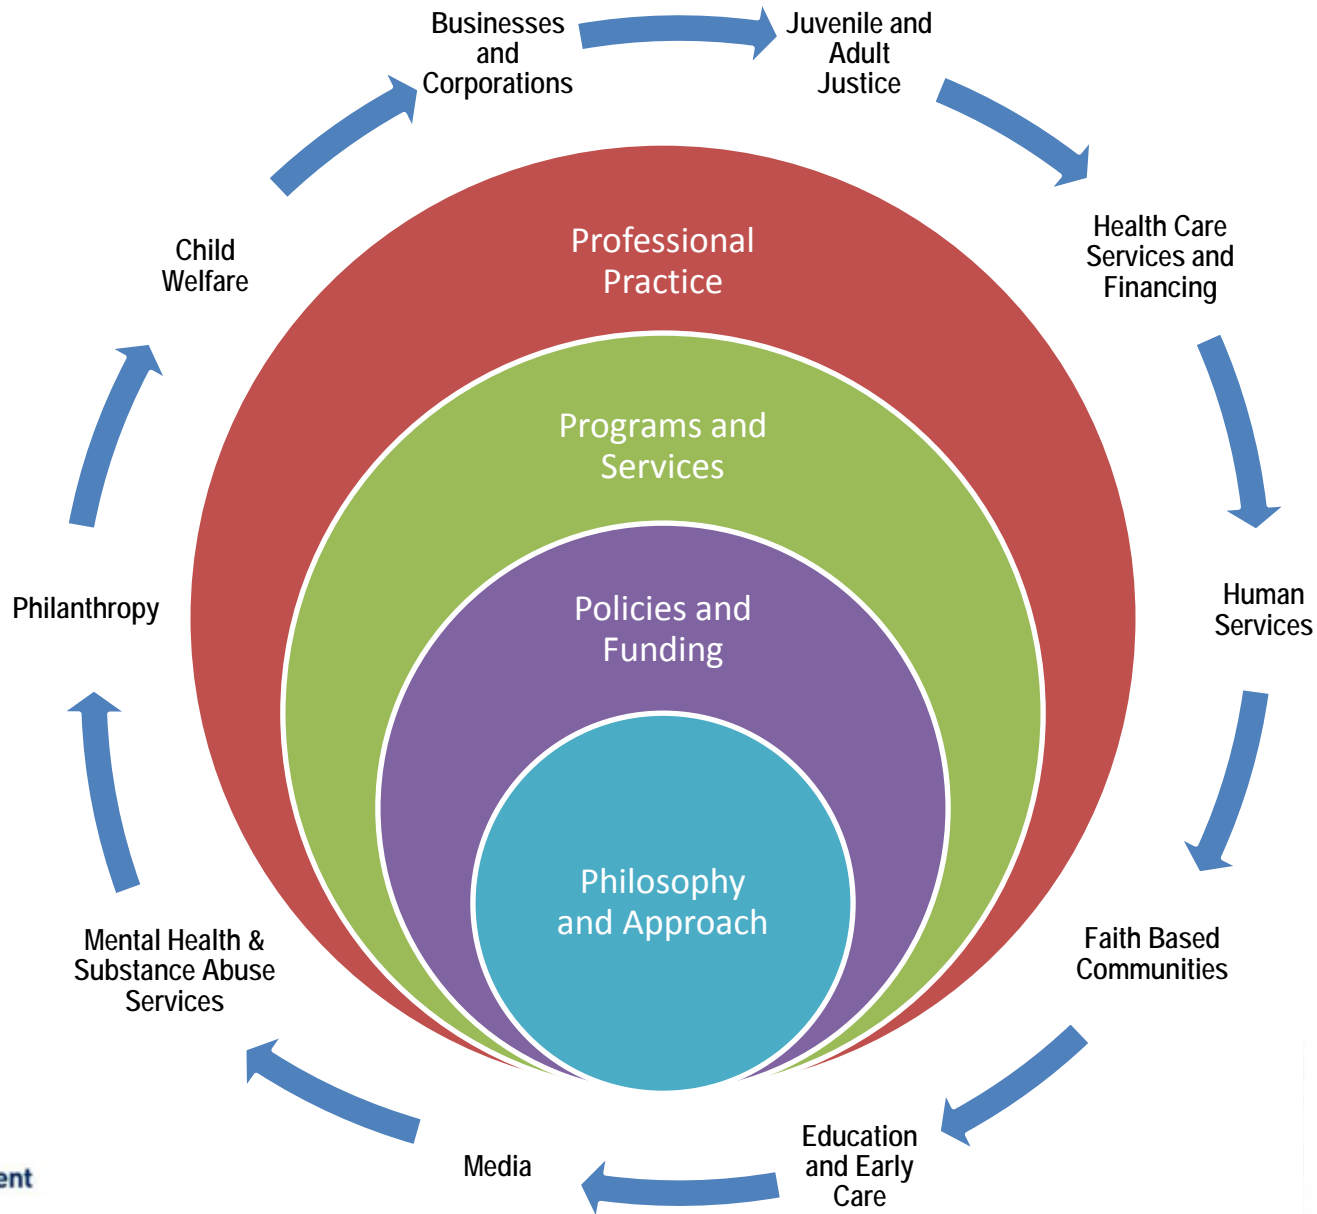 Businesses
and
Corporations
Juvenile and
Adult
Justice
Health Care
Services and
Financing
Human
Services
Faith Based
Communities
Education
and Early
Care
Media
Mental Health &
Substance Abuse
Services
Philanthropy
Child
Welfare
Professional
Practice
Programs and
Services
Policies and
Funding
Philosophy
and Approach
ent